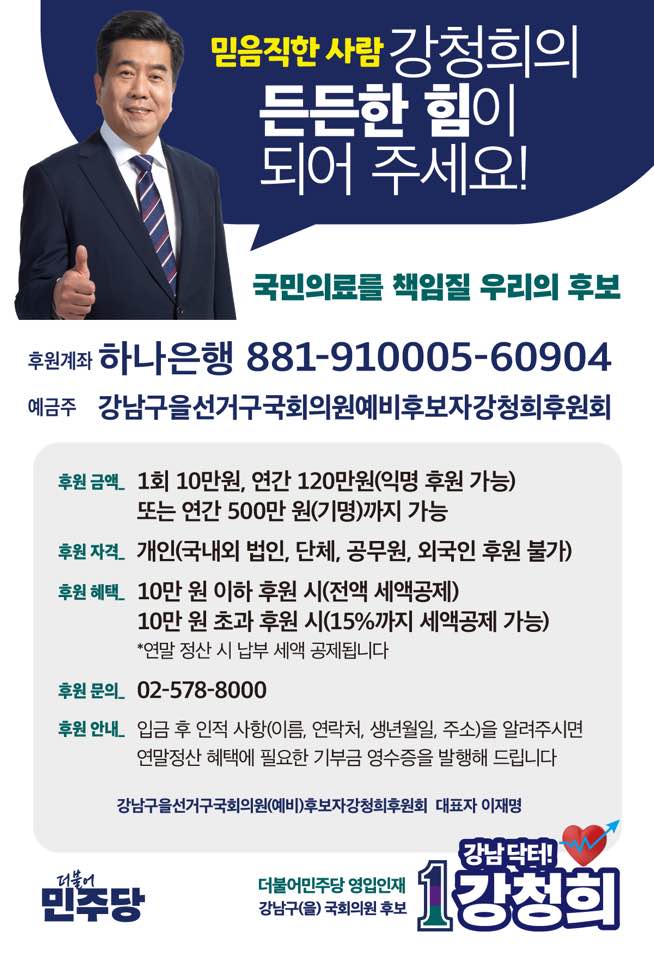 믿음직한 사람 강청희의
든든한 힘이
되어 주세요!
국민의료를 책임질 우리의 후보
후원계좌 하나은행 881-910005-60904
예금주 강남구을선거구국회의원예비후보자강청희후원회
후원 금액_ 1회 10만원, 연간 120만원(익명 후원 가능)
또는 연간 500만 원(기명)까지 가능
후원 자격_ 개인(국내외 법인, 단체, 공무원, 외국인 후원 불가)
후원 혜택_ 10만 원 이하 후원 시(전액 세액공제)
10만 원 초과 후원 시(15%까지 세액공제 가능)
*연말 정산 시 납부 세액 공제됩니다
후원 문의_ 02-578-8000
후원 안내_ 입금 후 인적 사항(이름, 연락처, 생년월일, 주소)을 알려주시면
연말정산 혜택에 필요한 기부금 영수증을 발행해 드립니다
강남구을선거구국회의원(예비)후보자강청희후원회 대표자 이재명
더불어
민주당
더불어민주당 영입인재
강남구(을) 국회의원 후보
강남 닥터!
1 강청희